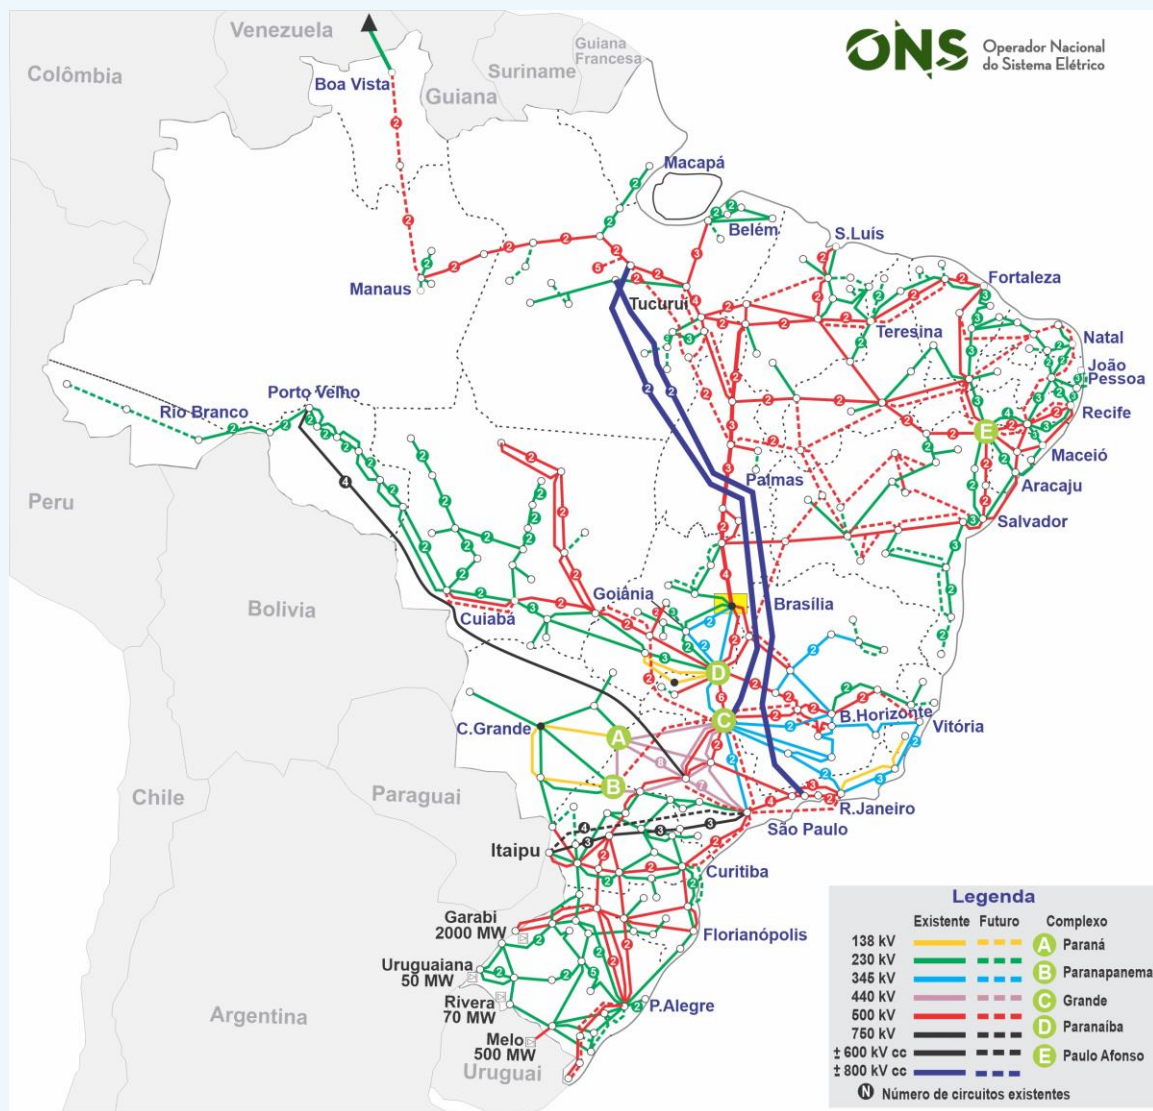 Venezuela
Guiana
Francesa
Suriname
Colômbia
Guiana
Boa Vista
ONS
Operador Nacional
do Sistema Elétrico
Macapá
Belém
S.Luís
Fortaleza
Manaus
Tucuruí
Teresina
Natal
João
Pessoa
Porto Velho
Rio Branco
Recife
E
Maceió
Palmas
Aracaju
Salvador
Peru
Bolivia
Cuiabá
Goiânia
Brasília
D
C
C.Grande
A
B
B.Horizonte
Vitória
Chile
Paraguai
R.Janeiro
São Paulo
Itaipu
Curitiba
Garabi
2000 MW
Florianópolis
Uruguaiana
50 MW
Rivera
70 MW
P.Alegre
Melo
500 MW
Argentina
Uruguai
Legenda
Existente Futuro Complexo
138 kV A Paraná
230 kV
345 kV B Paranapanema
440 kV C Grande
500 kV
750 kV D Paranaíba
± 600 kV cc E Paulo Afonso
± 800 kV cc
N Número de circuitos existentes